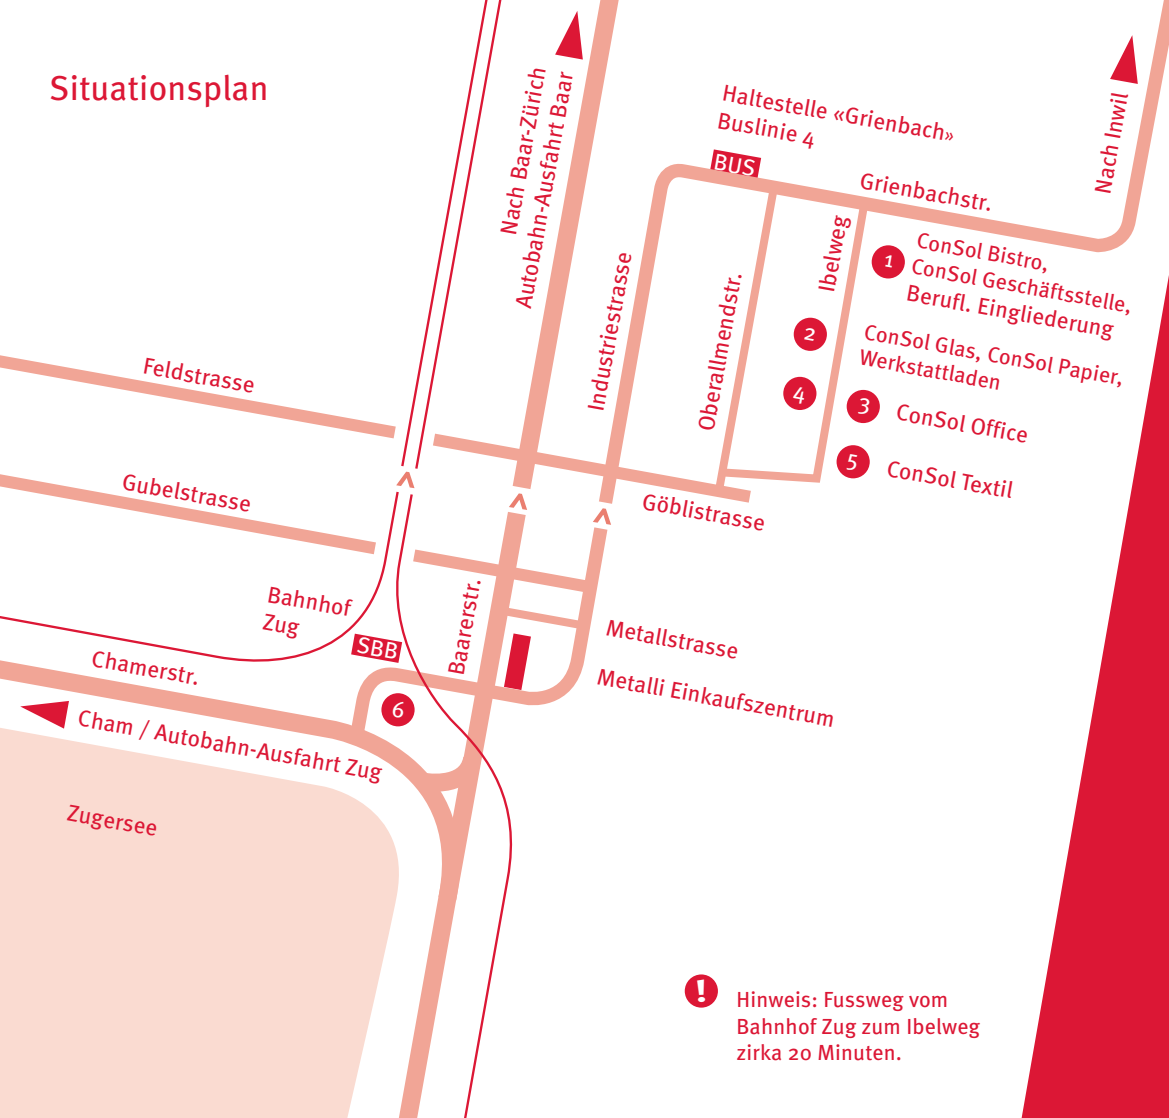 Situationsplan
Nach Baar-Zürich
Autobahn-Ausfahrt Baar
Haltestelle «Grienbach»
Buslinie 4
BUS
Grienbachstr.
Nach Inwil
Industriestrasse
Oberallmendstr.
Ibelweg
1
ConSol Bistro,
ConSol Geschäftsstelle,
Berufl. Eingliederung
2
ConSol Glas, ConSol Papier,
Werkstattladen
4
3
ConSol Office
5
ConSol Textil
Feldstrasse
Gubelstrasse
Göblistrasse
Bahnhof
Zug
SBB
Baarerstr.
Metallstrasse
Metalli Einkaufszentrum
Chamerstr.
6
Cham / Autobahn-Ausfahrt Zug
Zugersee
!
Hinweis: Fussweg vom
Bahnhof Zug zum Ibelweg
zirka 20 Minuten.